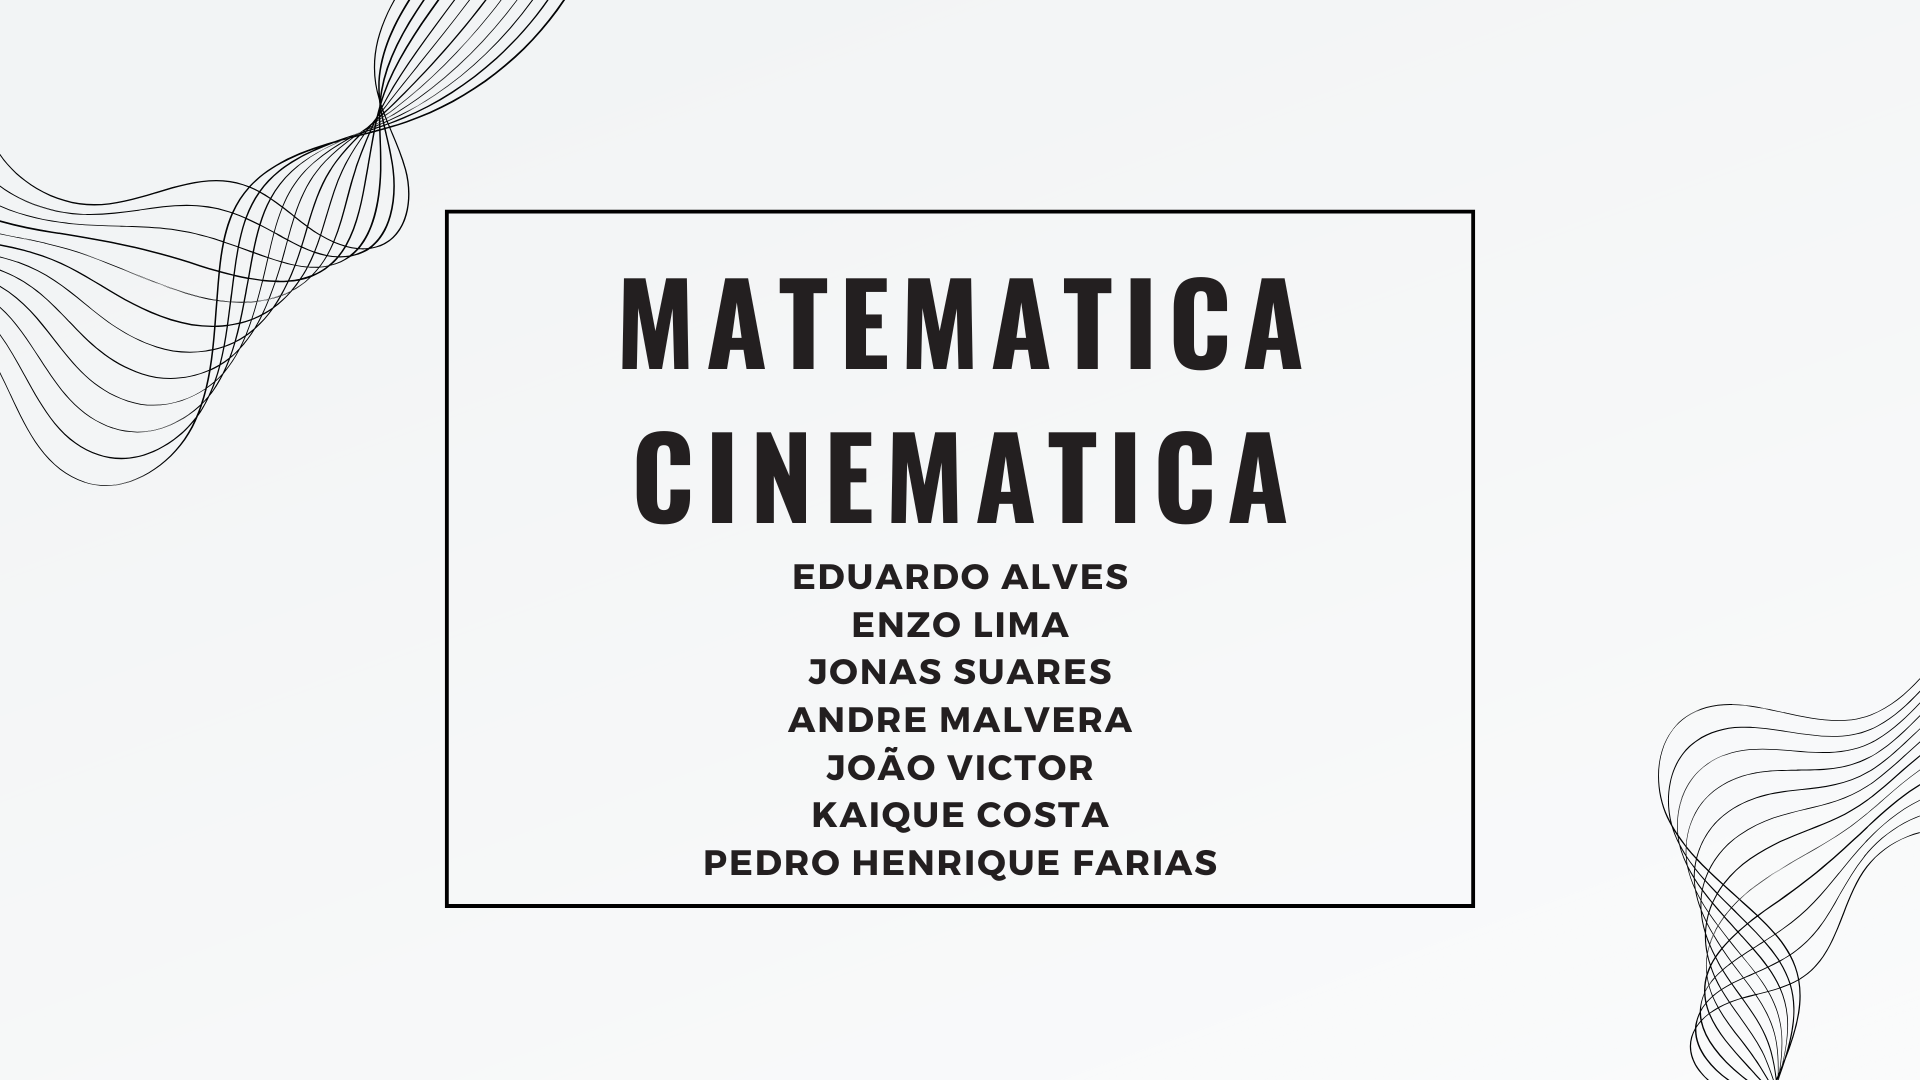 MATEMATICA
CINEMATICA
EDUARDO ALVES
ENZO LIMA
JONAS SUARES
ANDRE MALVERA
JOÃO VICTOR
KAIQUE COSTA
PEDRO HENRIQUE FARIAS